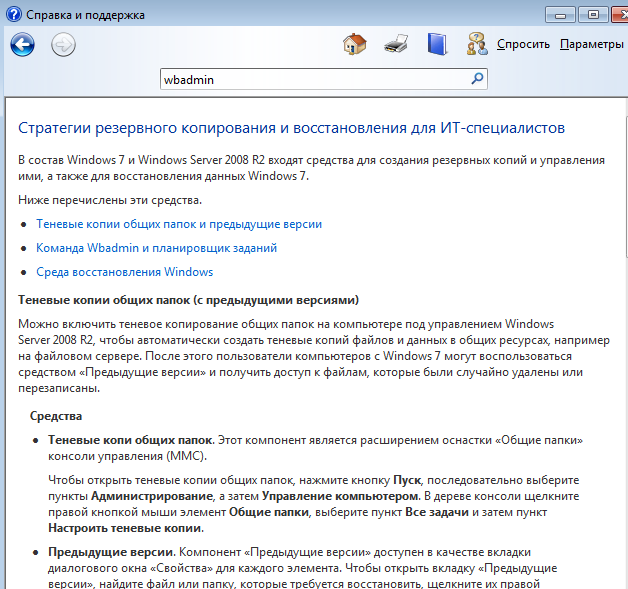 Справка и поддержка
Спросить Параметры
wbadmin
Стратегии резервного копирования и восстановления для ИТ-специалистов
В состав Windows 7 и Windows Server 2008 R2 входят средства для создания резервных копий и управления
ими, а также для восстановления данных Windows 7.
Ниже перечислены эти средства.
• Теневые копии общих папок и предыдущие версии
• Команда Wbadmin и планировщик заданий
• Среда восстановления Windows
Теневые копии общих папок (с предыдущими версиями)
Можно включить теневое копирование общих папок на компьютере под управлением Windows
Server 2008 R2, чтобы автоматически создать теневые копий файлов и данных в общих ресурсах, например
на файловом сервере. После этого пользователи компьютеров с Windows 7 могут воспользоваться
средством «Предыдущие версии» и получить доступ к файлам, которые были случайно удалены или
перезаписаны.
Средства
• Теневые копи общих папок. Этот компонент является расширением оснастки «Общие папки»
консоли управления (MMC).
Чтобы открыть теневые копии общих папок, нажмите кнопку Пуск, последовательно выберите
пункты Администрирование, а затем Управление компьютером. В дереве консоли щелкните
правой кнопкой мыши элемент Общие папки, выберите пункт Все задачи и затем пункт
Настроить теневые копии.
• Предыдущие версии. Компонент «Предыдущие версии» доступен в качестве вкладки
диалогового окна «Свойства» для каждого элемента. Чтобы открыть вкладку «Предыдущие
версии», найдите файл или папку, которые требуется восстановить, щелкните их правой